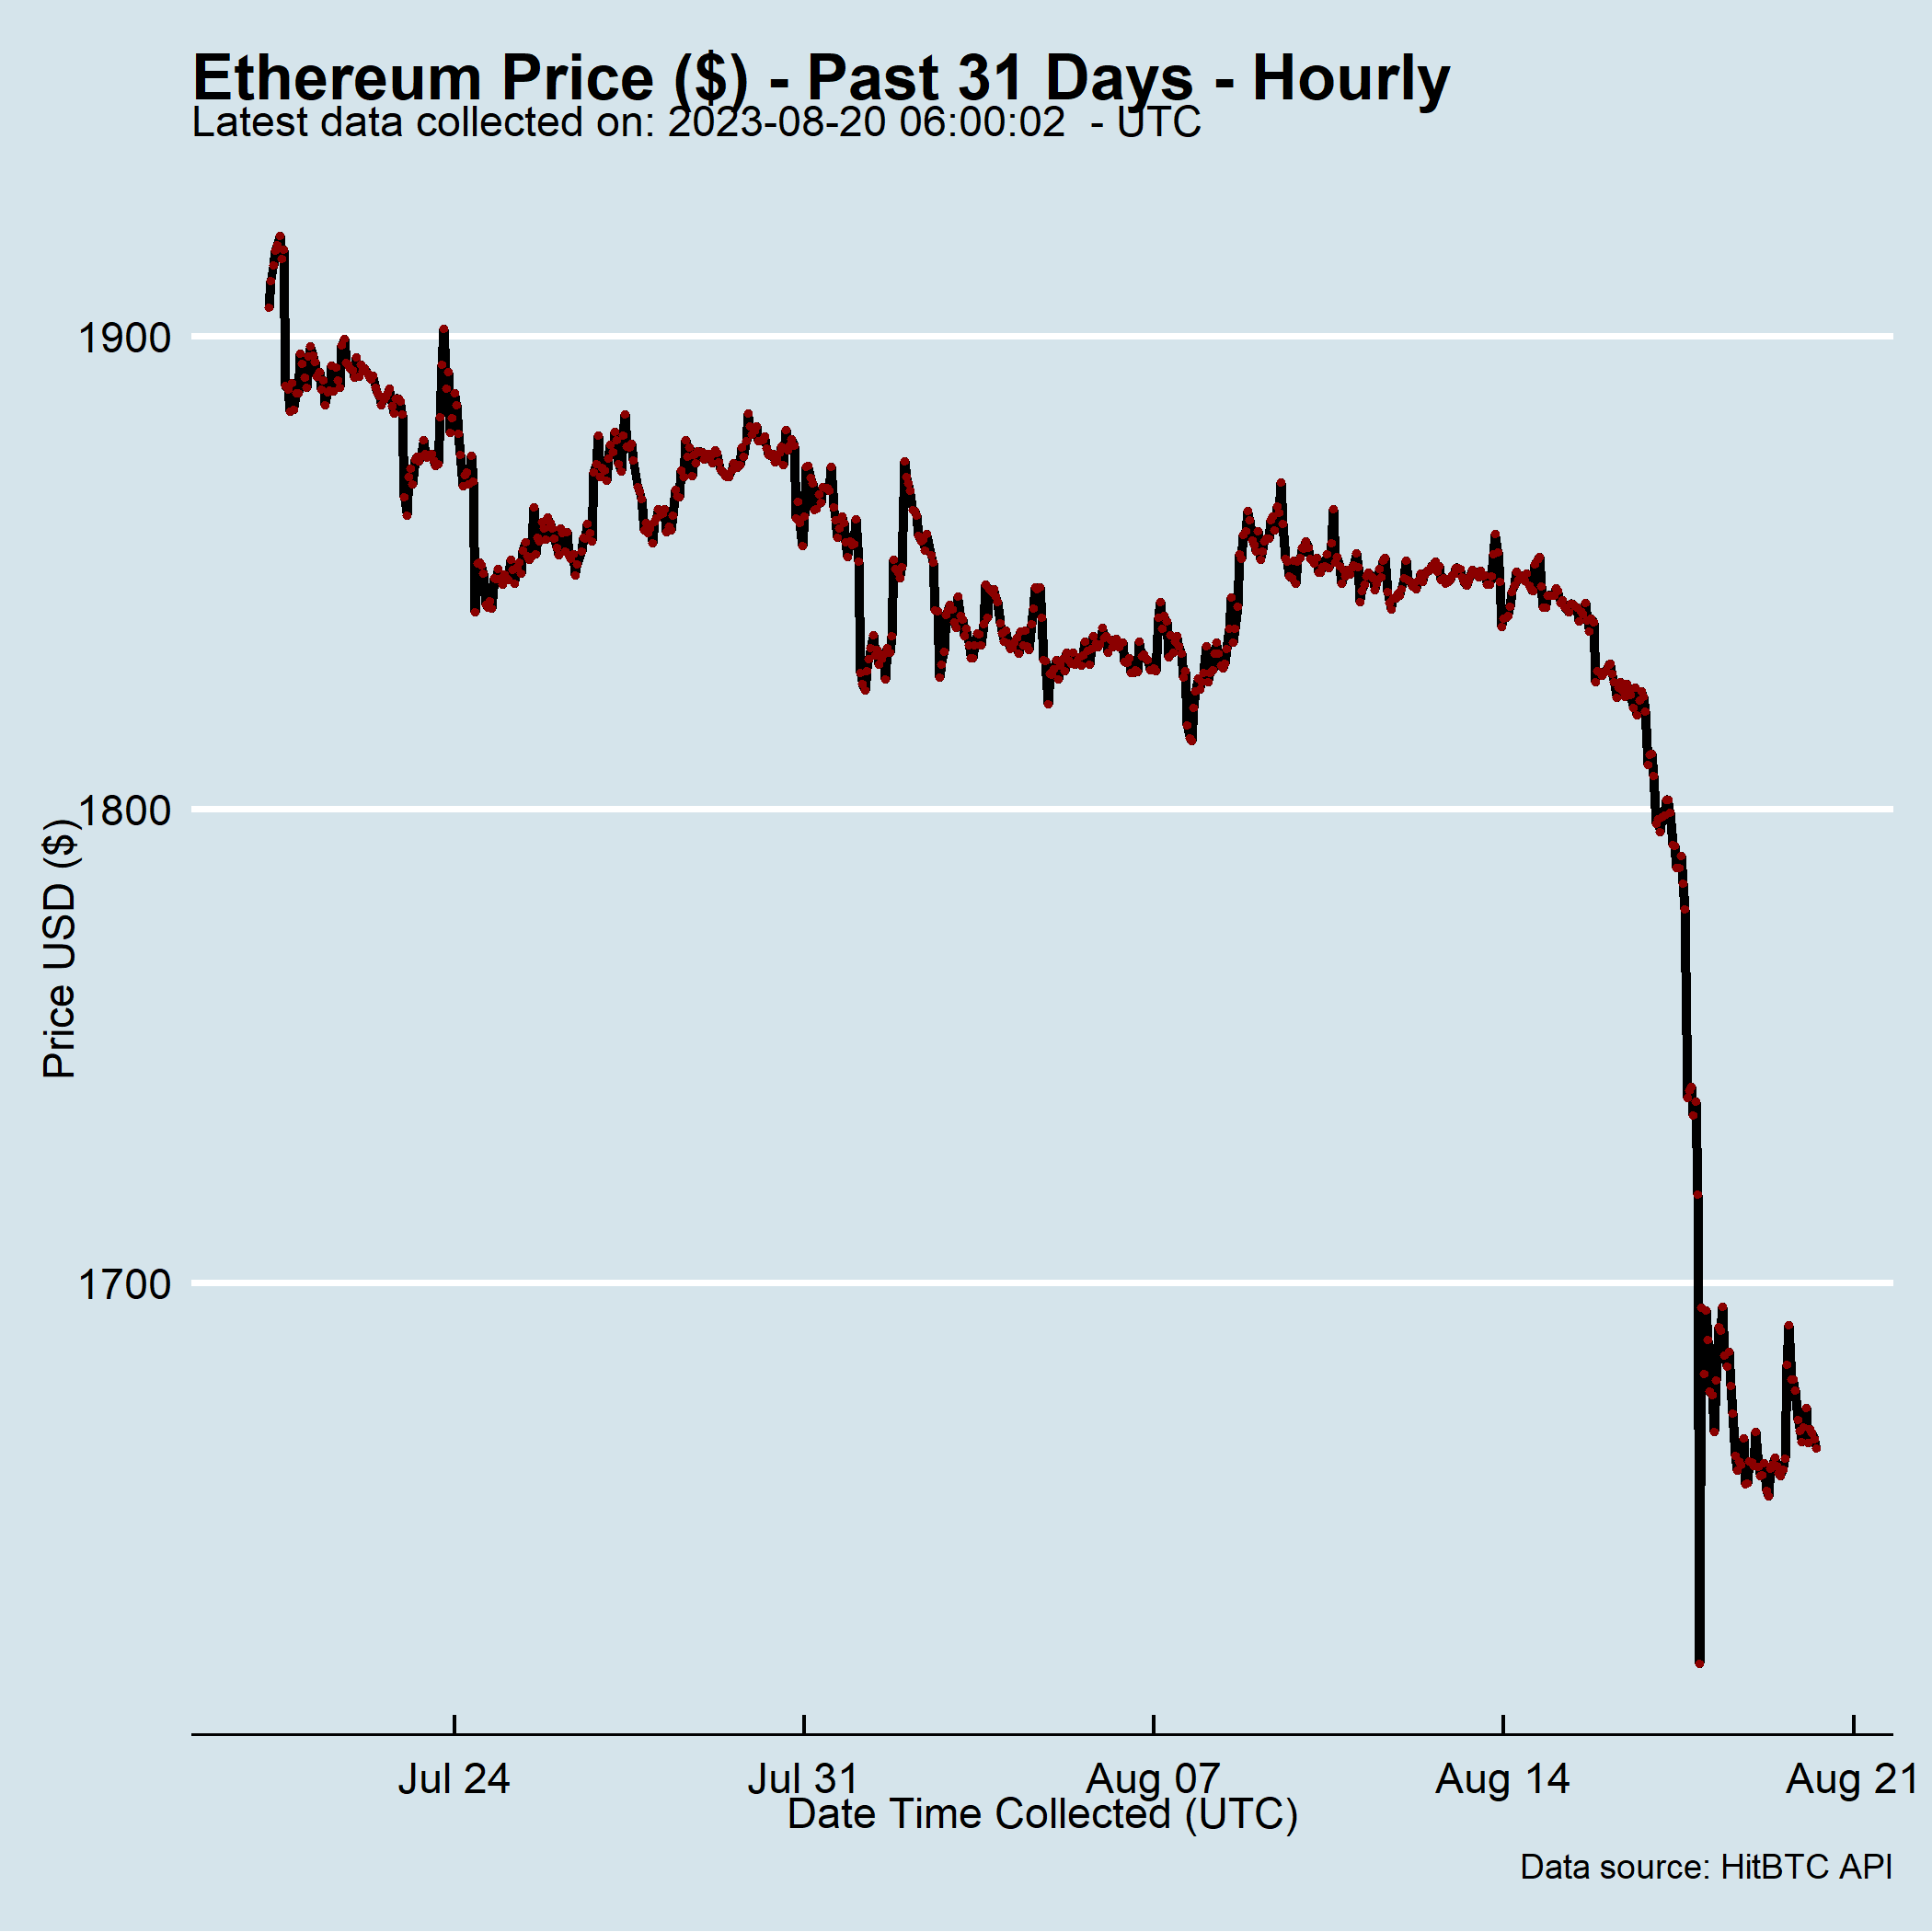 Ethereum Price ($) - Past 31 Days - Hourly
Latest data collected on: 2023-08-20 06:00:02  - UTC
1900
1800
1700
Price USD ($)
Jul 24
Jul 31
Aug 07
Aug 14
Aug 21
Date Time Collected (UTC)
Data source: HitBTC API